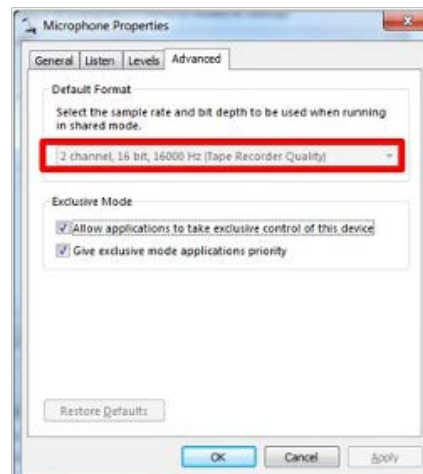 Microphone Properties
General Listen Levels Advanced
Default Format
Select the sample rate and bit depth to be used when running
in shared mode.
2 channel, 16 bit, 16000 Hz (Tape Recorder Quality)
Exclusive Mode
Allow applications to take exclusive control of this device
Give exclusive mode applications priority
Restore Defaults
OK Cancel Apply